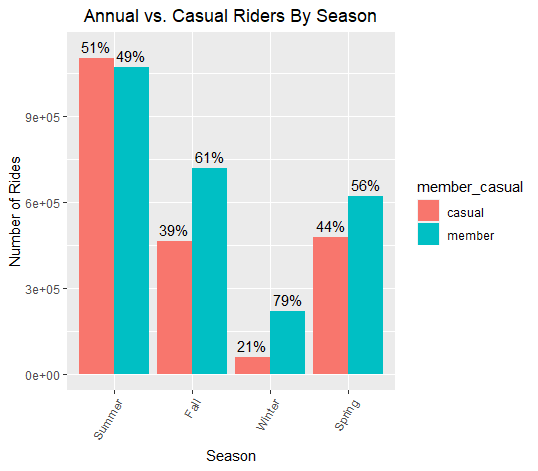 Annual vs. Casual Riders By Season
51%
49%
39%
61%
21%
79%
44%
56%
9e+05
6e+05
3e+05
0e+00
Number of Rides
Summer
Fall
Winter
Spring
Season
member_casual
casual
member